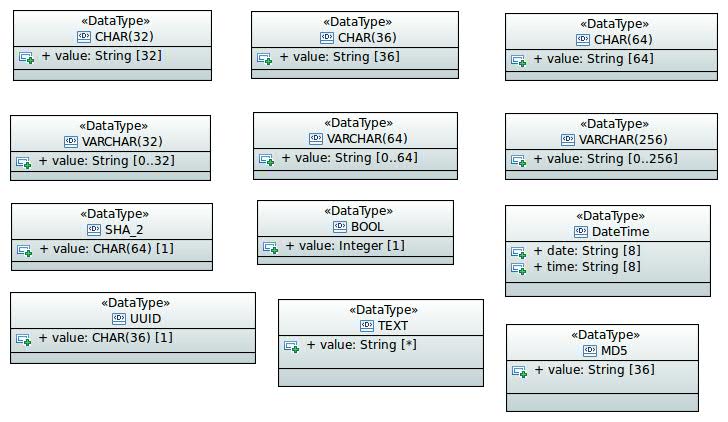 «DataType»
CHAR(32)
+ value: String [32]
«DataType»
CHAR(36)
+ value: String [36]
«DataType»
CHAR(64)
+ value: String [64]
«DataType»
VARCHAR(32)
+ value: String [0..32]
«DataType»
VARCHAR(64)
+ value: String [0..64]
«DataType»
VARCHAR(256)
+ value: String [0..256]
«DataType»
SHA_2
+ value: CHAR(64) [1]
«DataType»
BOOL
+ value: Integer [1]
«DataType»
DateTime
+ date: String [8]
+ time: String [8]
«DataType»
UUID
+ value: CHAR(36) [1]
«DataType»
TEXT
+ value: String [*]
«DataType»
MD5
+ value: String [36]